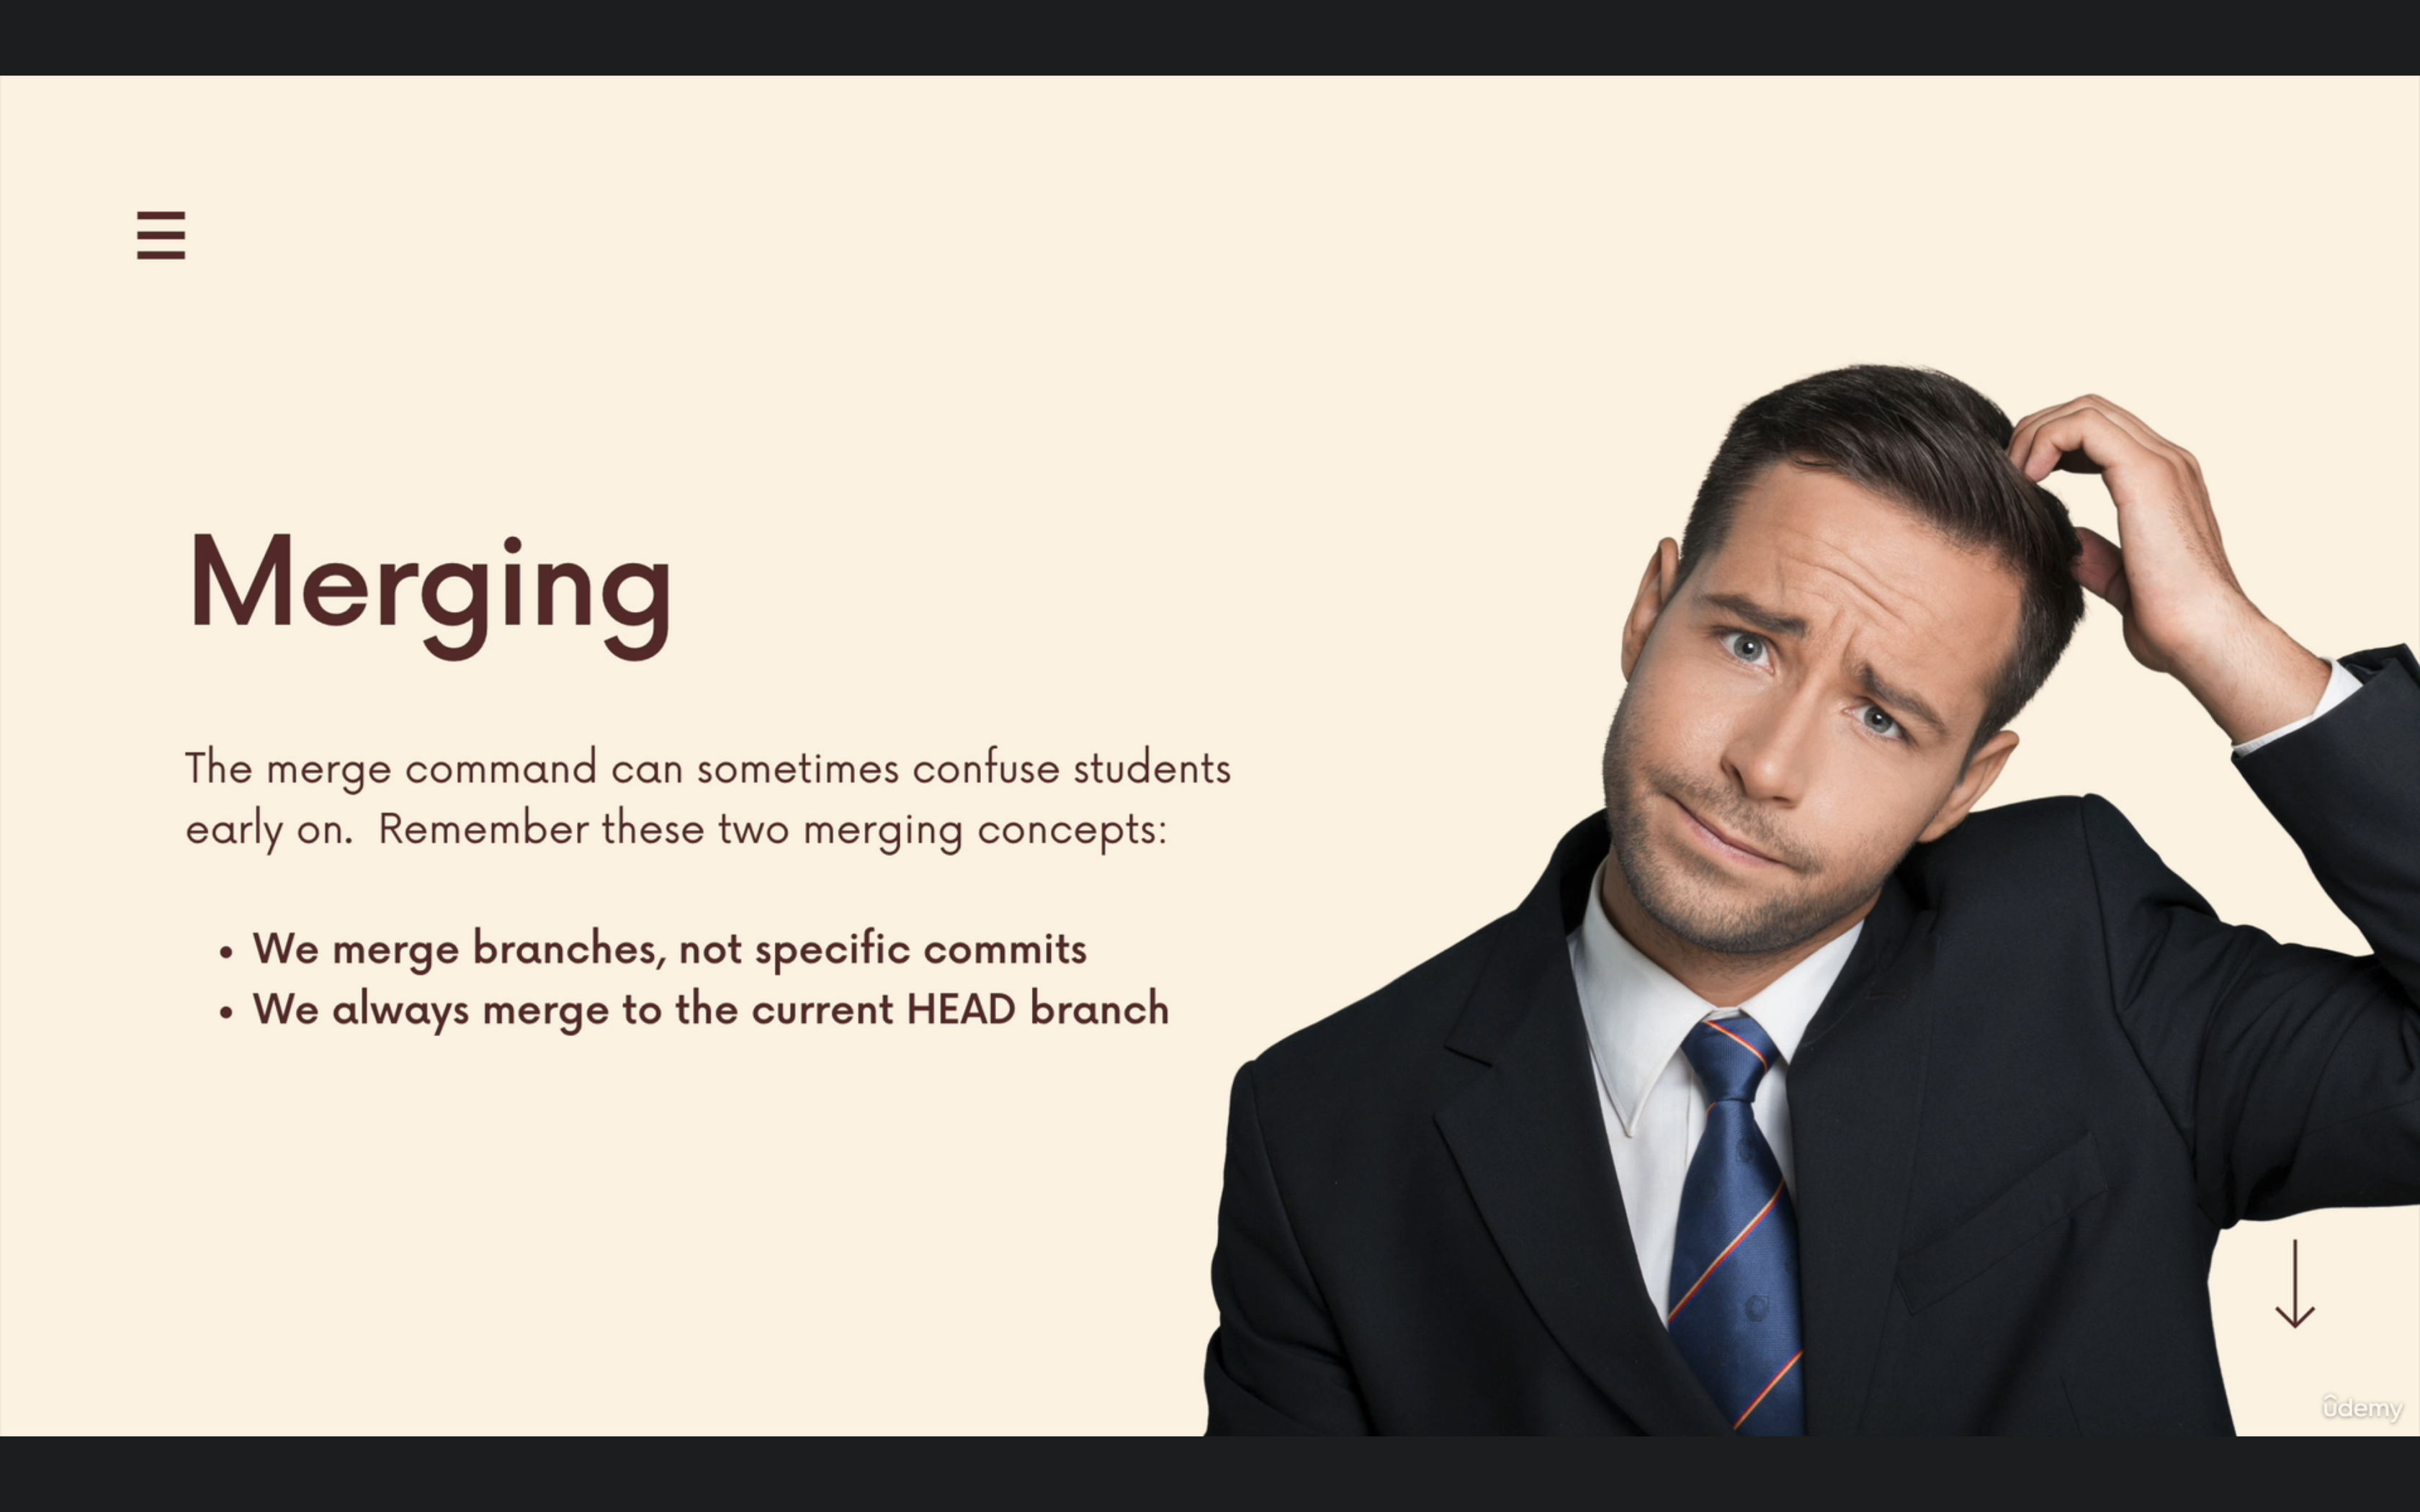 Merging
The merge command can sometimes confuse students
early on.  Remember these two merging concepts:
• We merge branches, not specific commits
• We always merge to the current HEAD branch
ûdemy